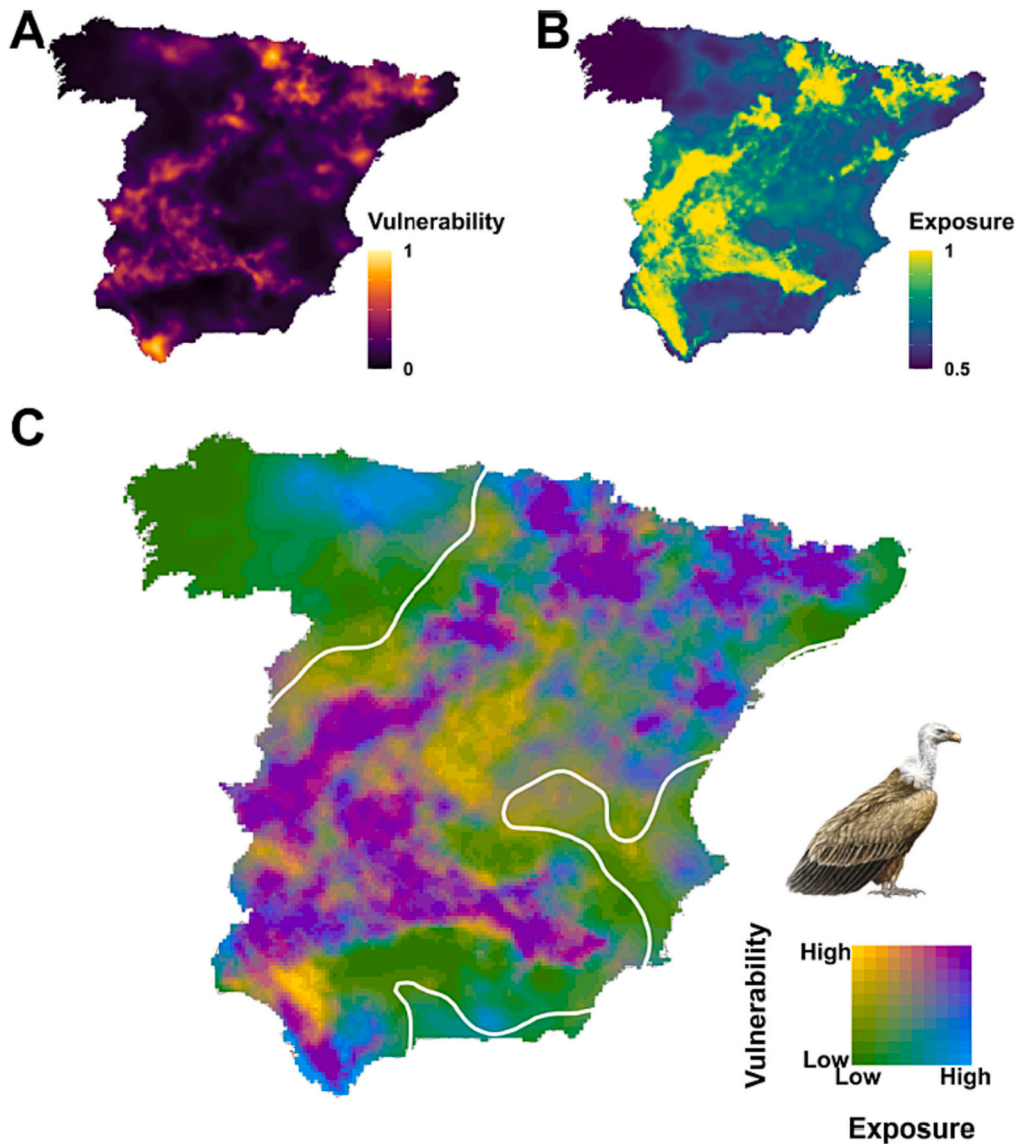 A
B
Vulnerability
1
0
Exposure
1
0.5
C
Vulnerability
High
Low
Low High
Exposure